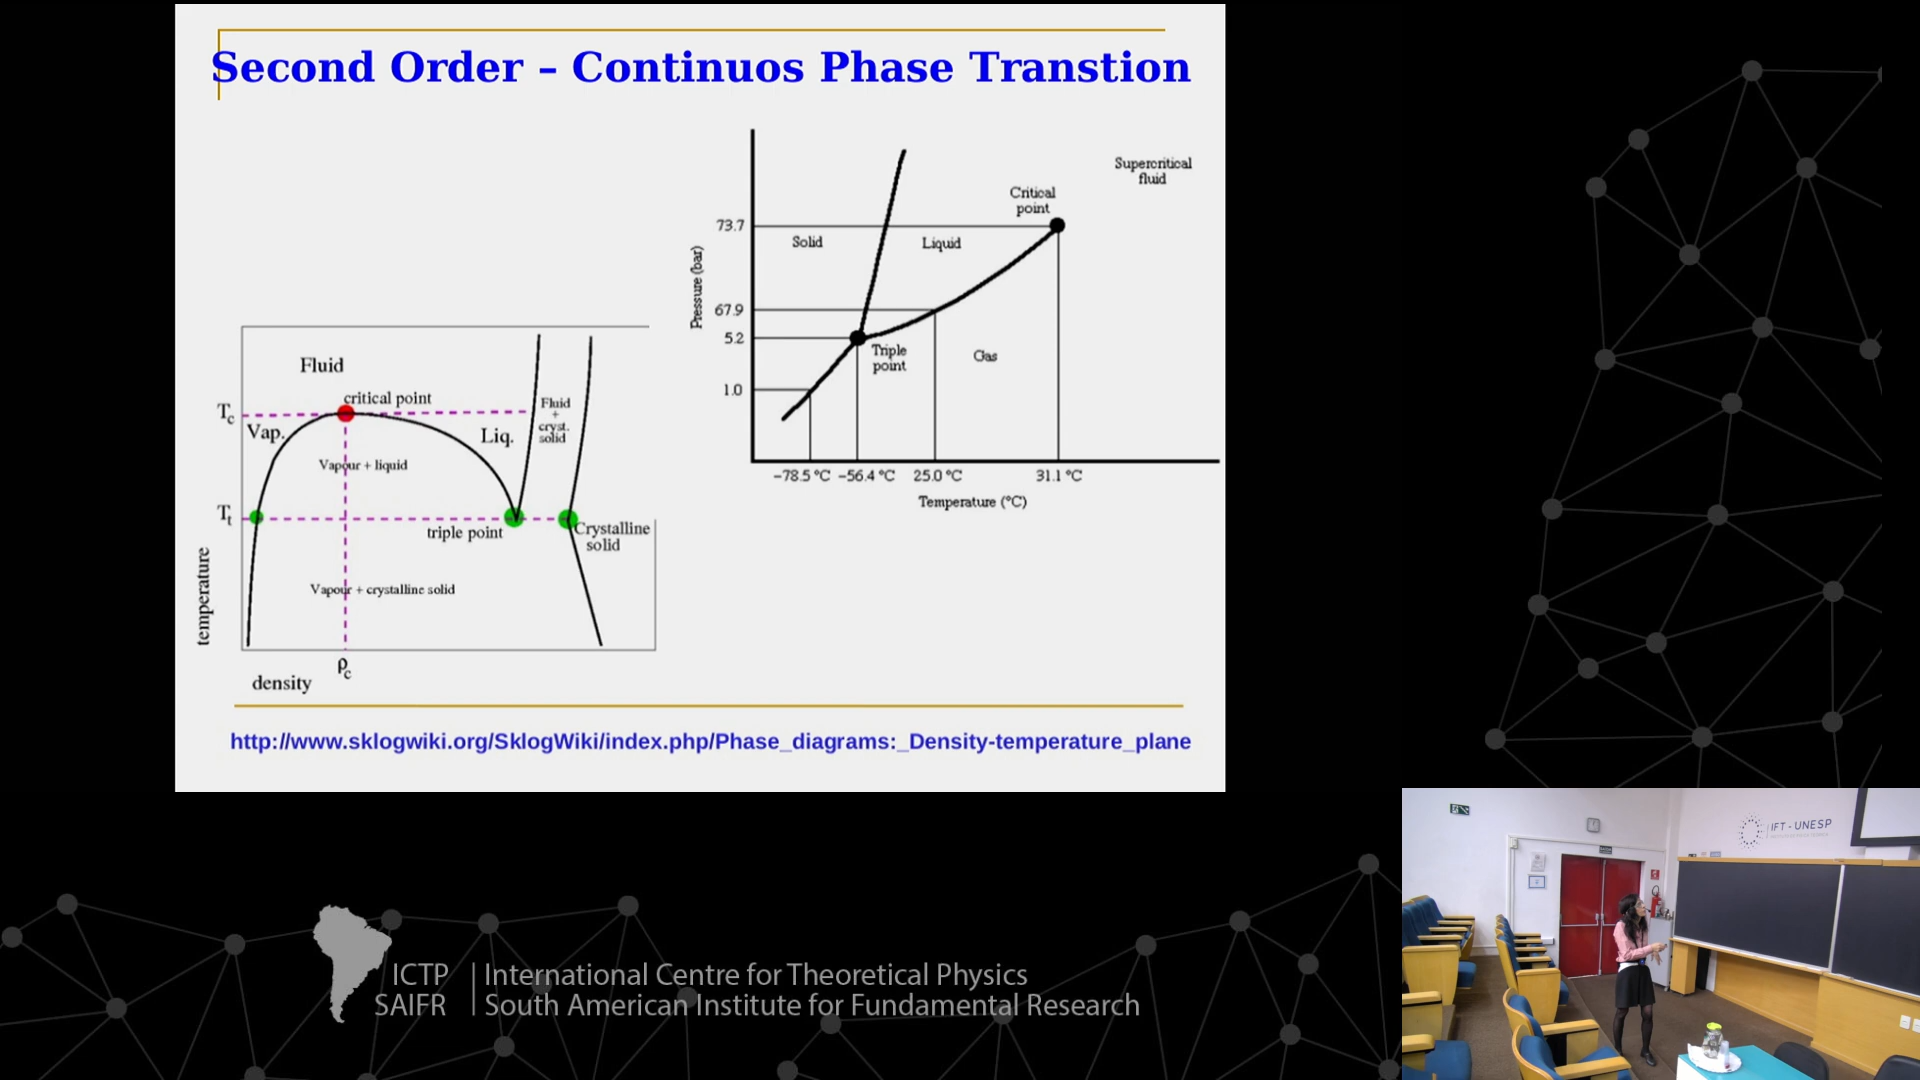 Second Order – Continuos Phase Transtion
Supercritical
fluid
Critical
point
73.7
Solid
Liquid
Pressure (bar)
67.9
5.2
Triple
point
Gas
1.0
−78.5 °C −56.4 °C 25.0 °C 31.1 °C
Temperature (°C)
Fluid
critical point
Tc
Vap.
Liq.
Fluid
+
cryst.
solid
Vapour + liquid
Tt
triple point
Crystalline
solid
Vapour + crystalline solid
temperature
ρc
density
http://www.sklogwiki.org/SklogWiki/index.php/Phase_diagrams:_Density-temperature_plane
IFT - UNESP
ICTP
SAIFR
International Centre for Theoretical Physics
South American Institute for Fundamental Research